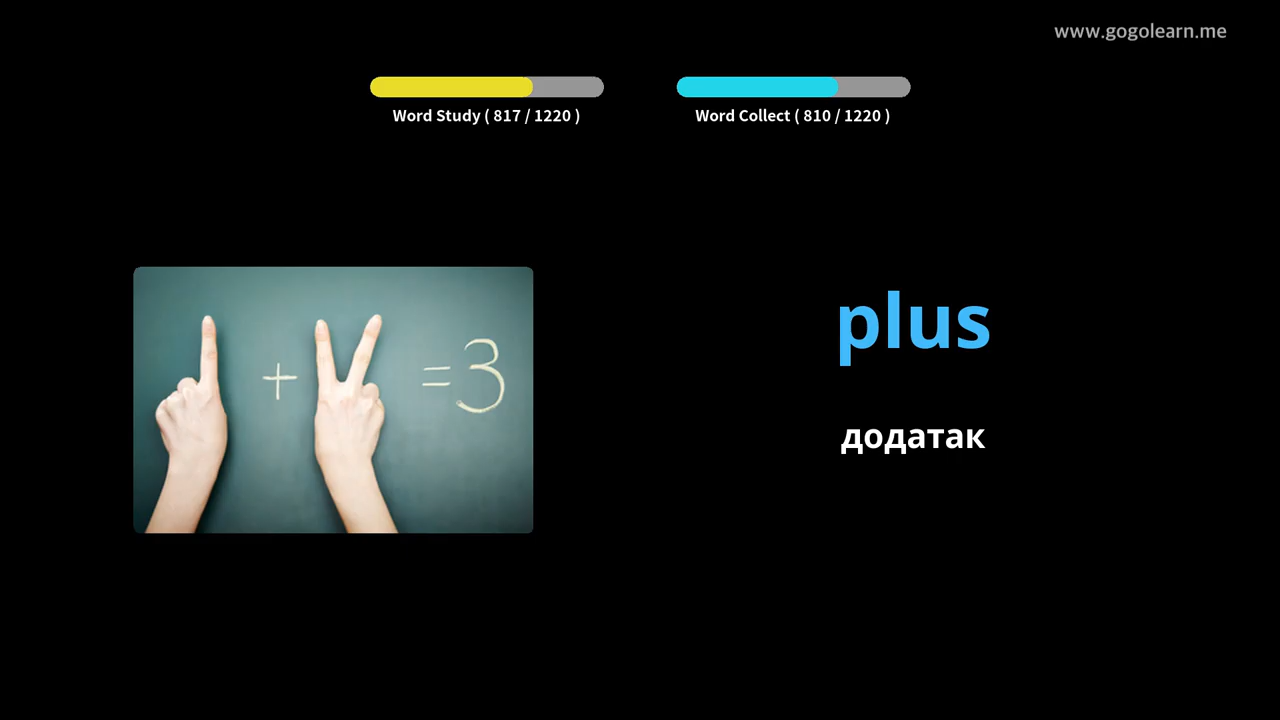 www.gogolearn.me
Word Study ( 817 / 1220 )
Word Collect ( 810 / 1220 )
+ = 3
plus
додатак